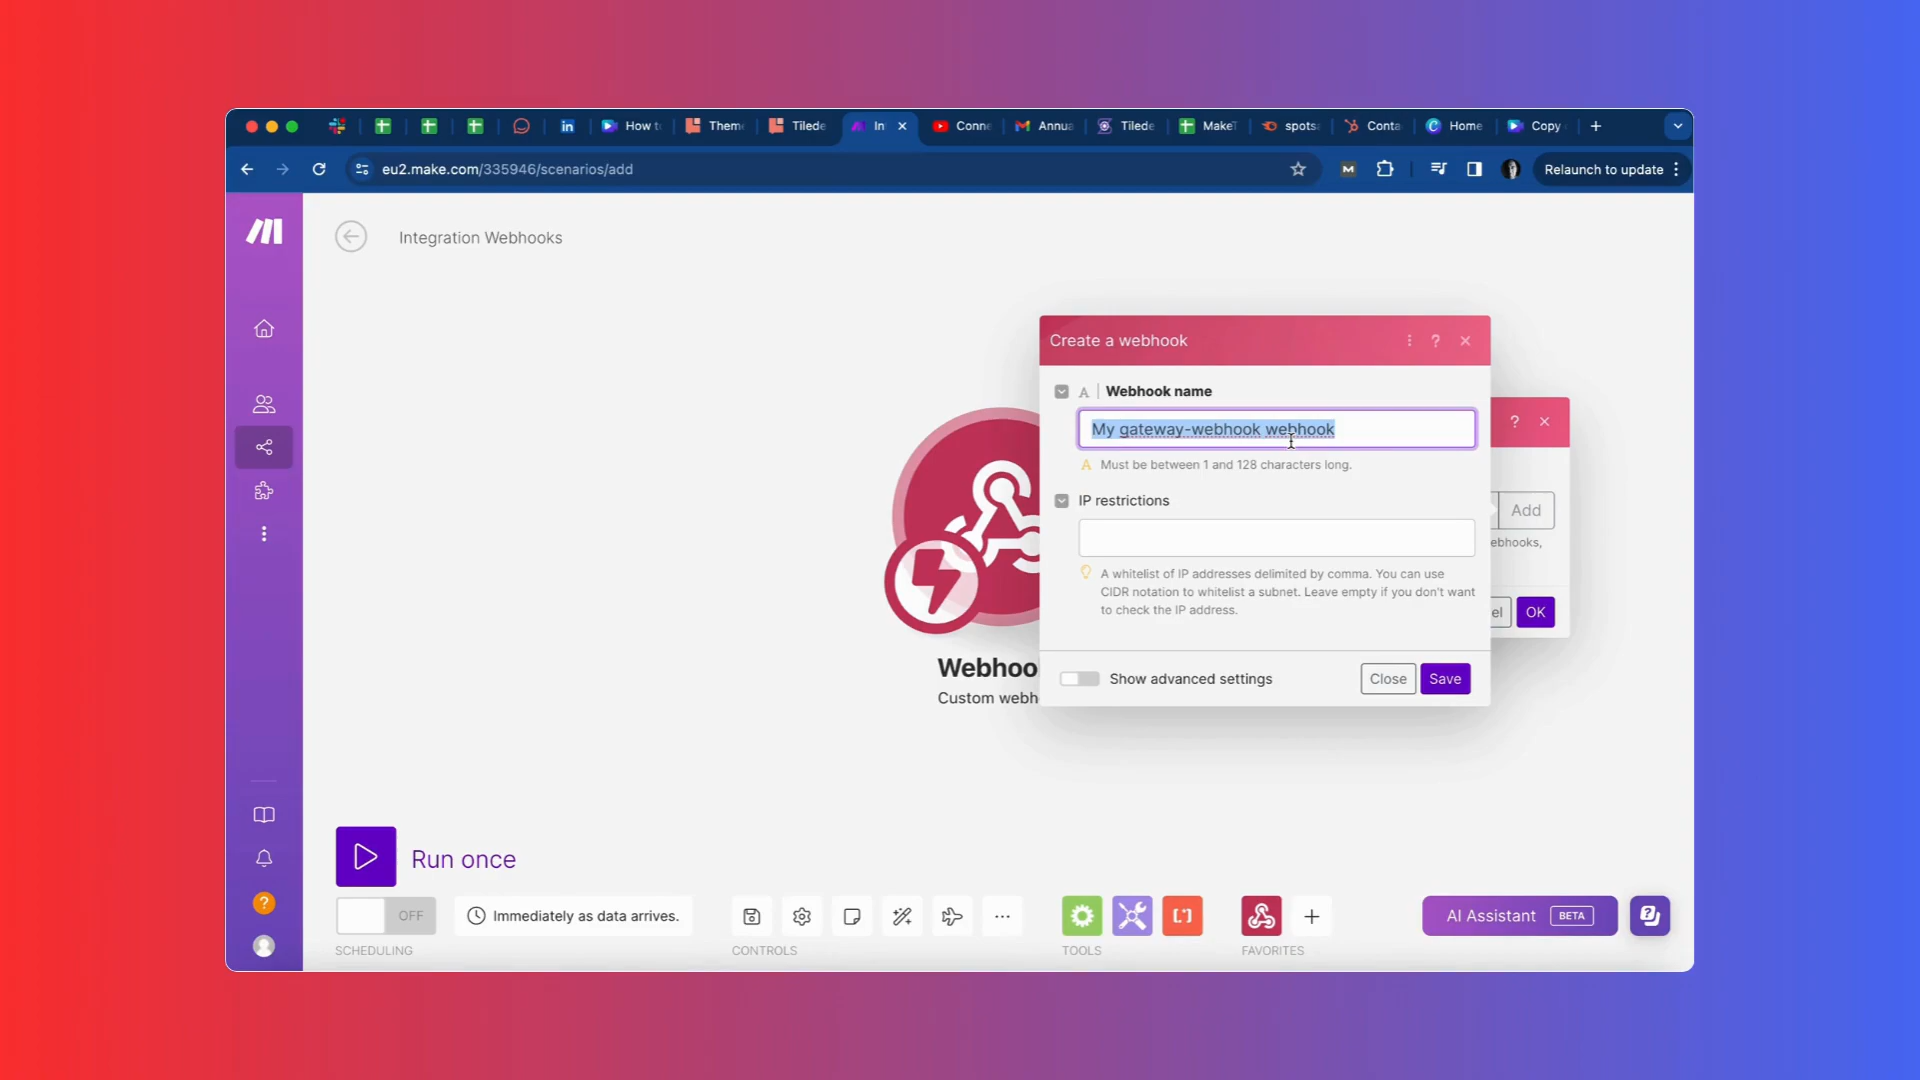 How t
Them
Tilede
In
Conne
Annua
Tilede
MakeT
spots
Conta
Home
Copy
eu2.make.com/335946/scenarios/add
M
Relaunch to update
Integration Webhooks
Create a webhook
?
A
Webhook name
My gateway-webhook webhook
?
Must be between 1 and 128 characters long.
IP restrictions
Add
ebhooks,
A whitelist of IP addresses delimited by comma. You can use
CIDR notation to whitelist a subnet. Leave empty if you don't want
to check the IP address.
el
OK
Webhoo
Custom webh
Show advanced settings
Close
Save
Run once
OFF
Immediately as data arrives.
AI Assistant
BETA
SCHEDULING
CONTROLS
TOOLS
FAVORITES